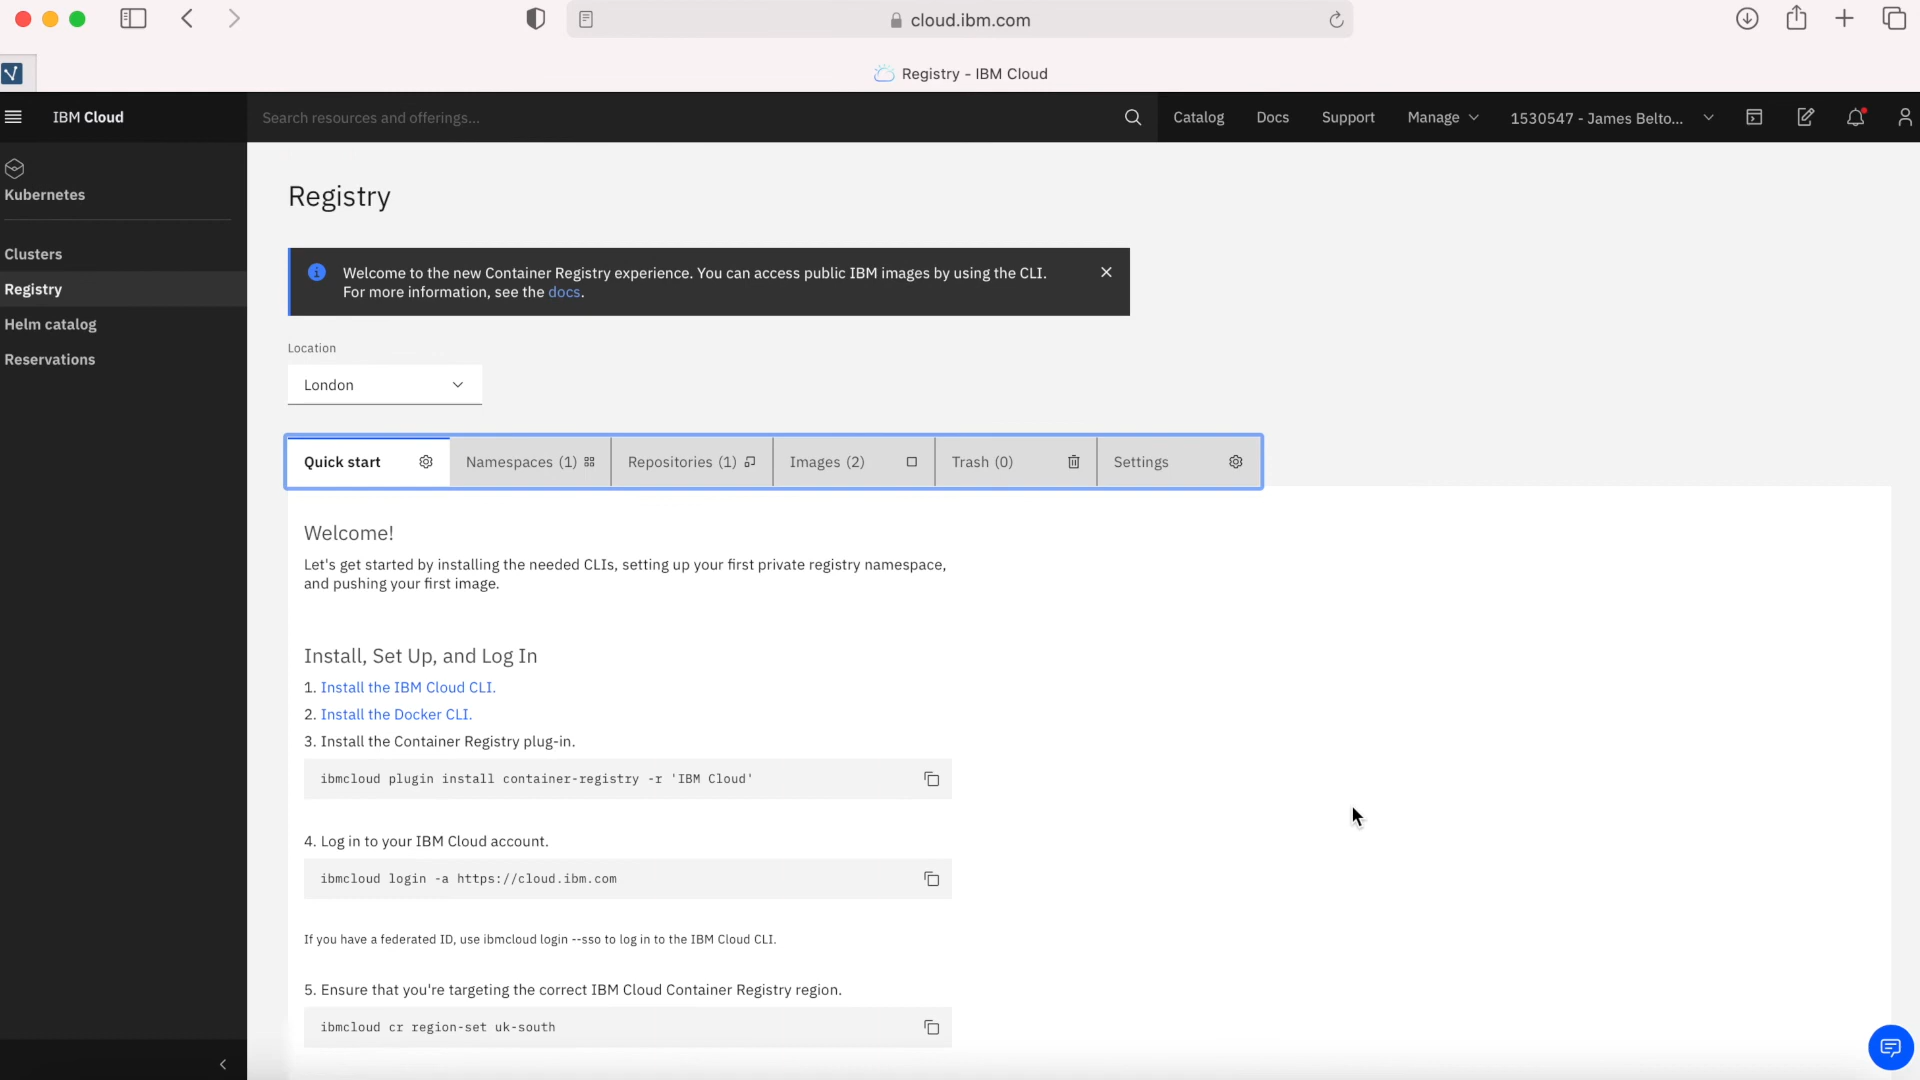 cloud.ibm.com
Registry - IBM Cloud
IBM Cloud
Search resources and offerings...
Catalog
Docs
Support
Manage
1530547 - James Belto...
Kubernetes
Clusters
Registry
Helm catalog
Reservations
Registry
Welcome to the new Container Registry experience. You can access public IBM images by using the CLI.
For more information, see the docs.
Location
London
Quick start
Namespaces (1)
Repositories (1)
Images (2)
Trash (0)
Settings
Welcome!
Let's get started by installing the needed CLIs, setting up your first private registry namespace,
and pushing your first image.
Install, Set Up, and Log In
1. Install the IBM Cloud CLI.
2. Install the Docker CLI.
3. Install the Container Registry plug-in.
ibmcloud plugin install container-registry -r 'IBM Cloud'
4. Log in to your IBM Cloud account.
ibmcloud login -a https://cloud.ibm.com
If you have a federated ID, use ibmcloud login --sso to log in to the IBM Cloud CLI.
5. Ensure that you're targeting the correct IBM Cloud Container Registry region.
ibmcloud cr region-set uk-south